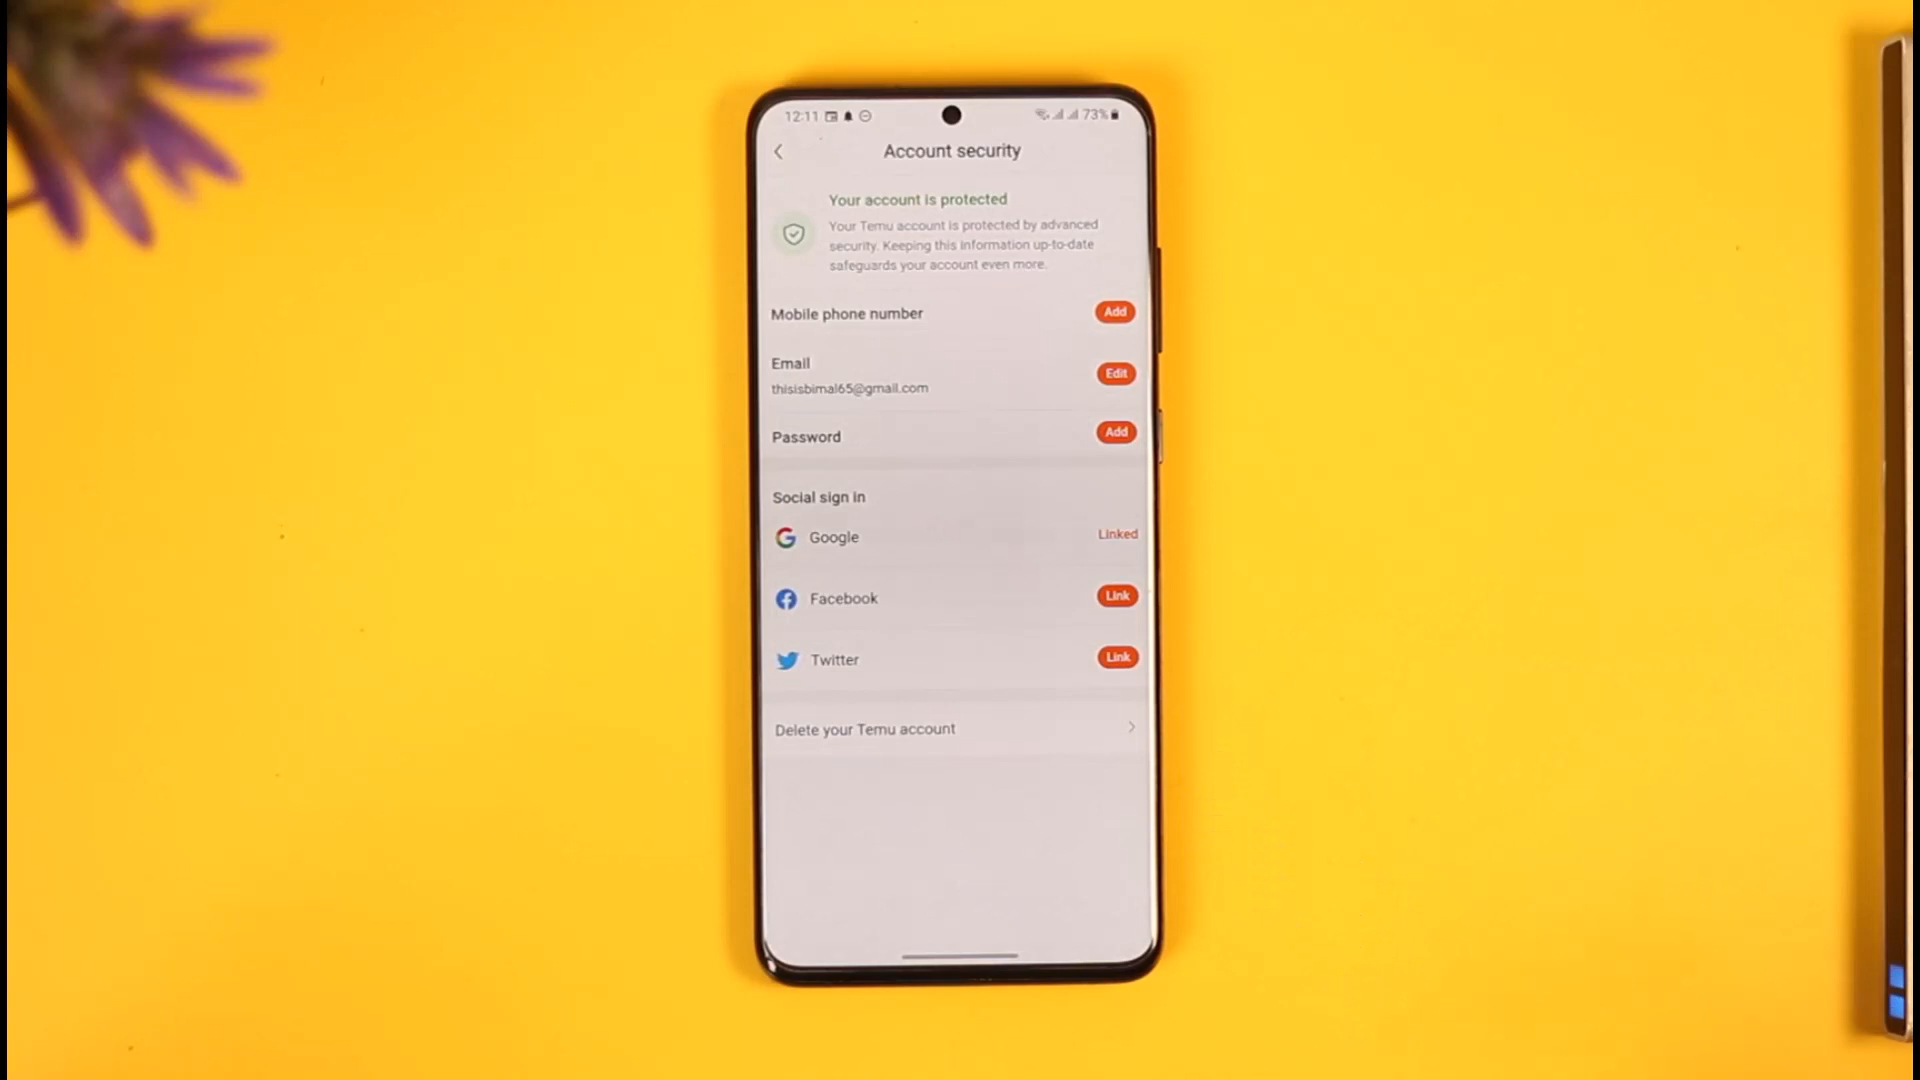 12:11 73%
Account security
Your account is protected
Your Temu account is protected by advanced
security. Keeping this information up-to-date
safeguards your account even more.
Mobile phone number Add
Email
thisisbimal65@gmail.com Edit
Password Add
Social sign in
Google Linked
Facebook Link
Twitter Link
Delete your Temu account